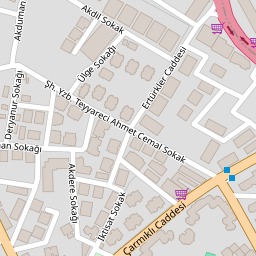 Akdil Sokak
Akduman
Ülge Sokağı
Ertürkler Caddesi
Şh. Yzb. Teyyareci Ahmet Cemal Sokak
Deryanur Sokağı
an Sokağı
Akdere Sokağı
İktisat Sokak
Çarmıklı Caddesi